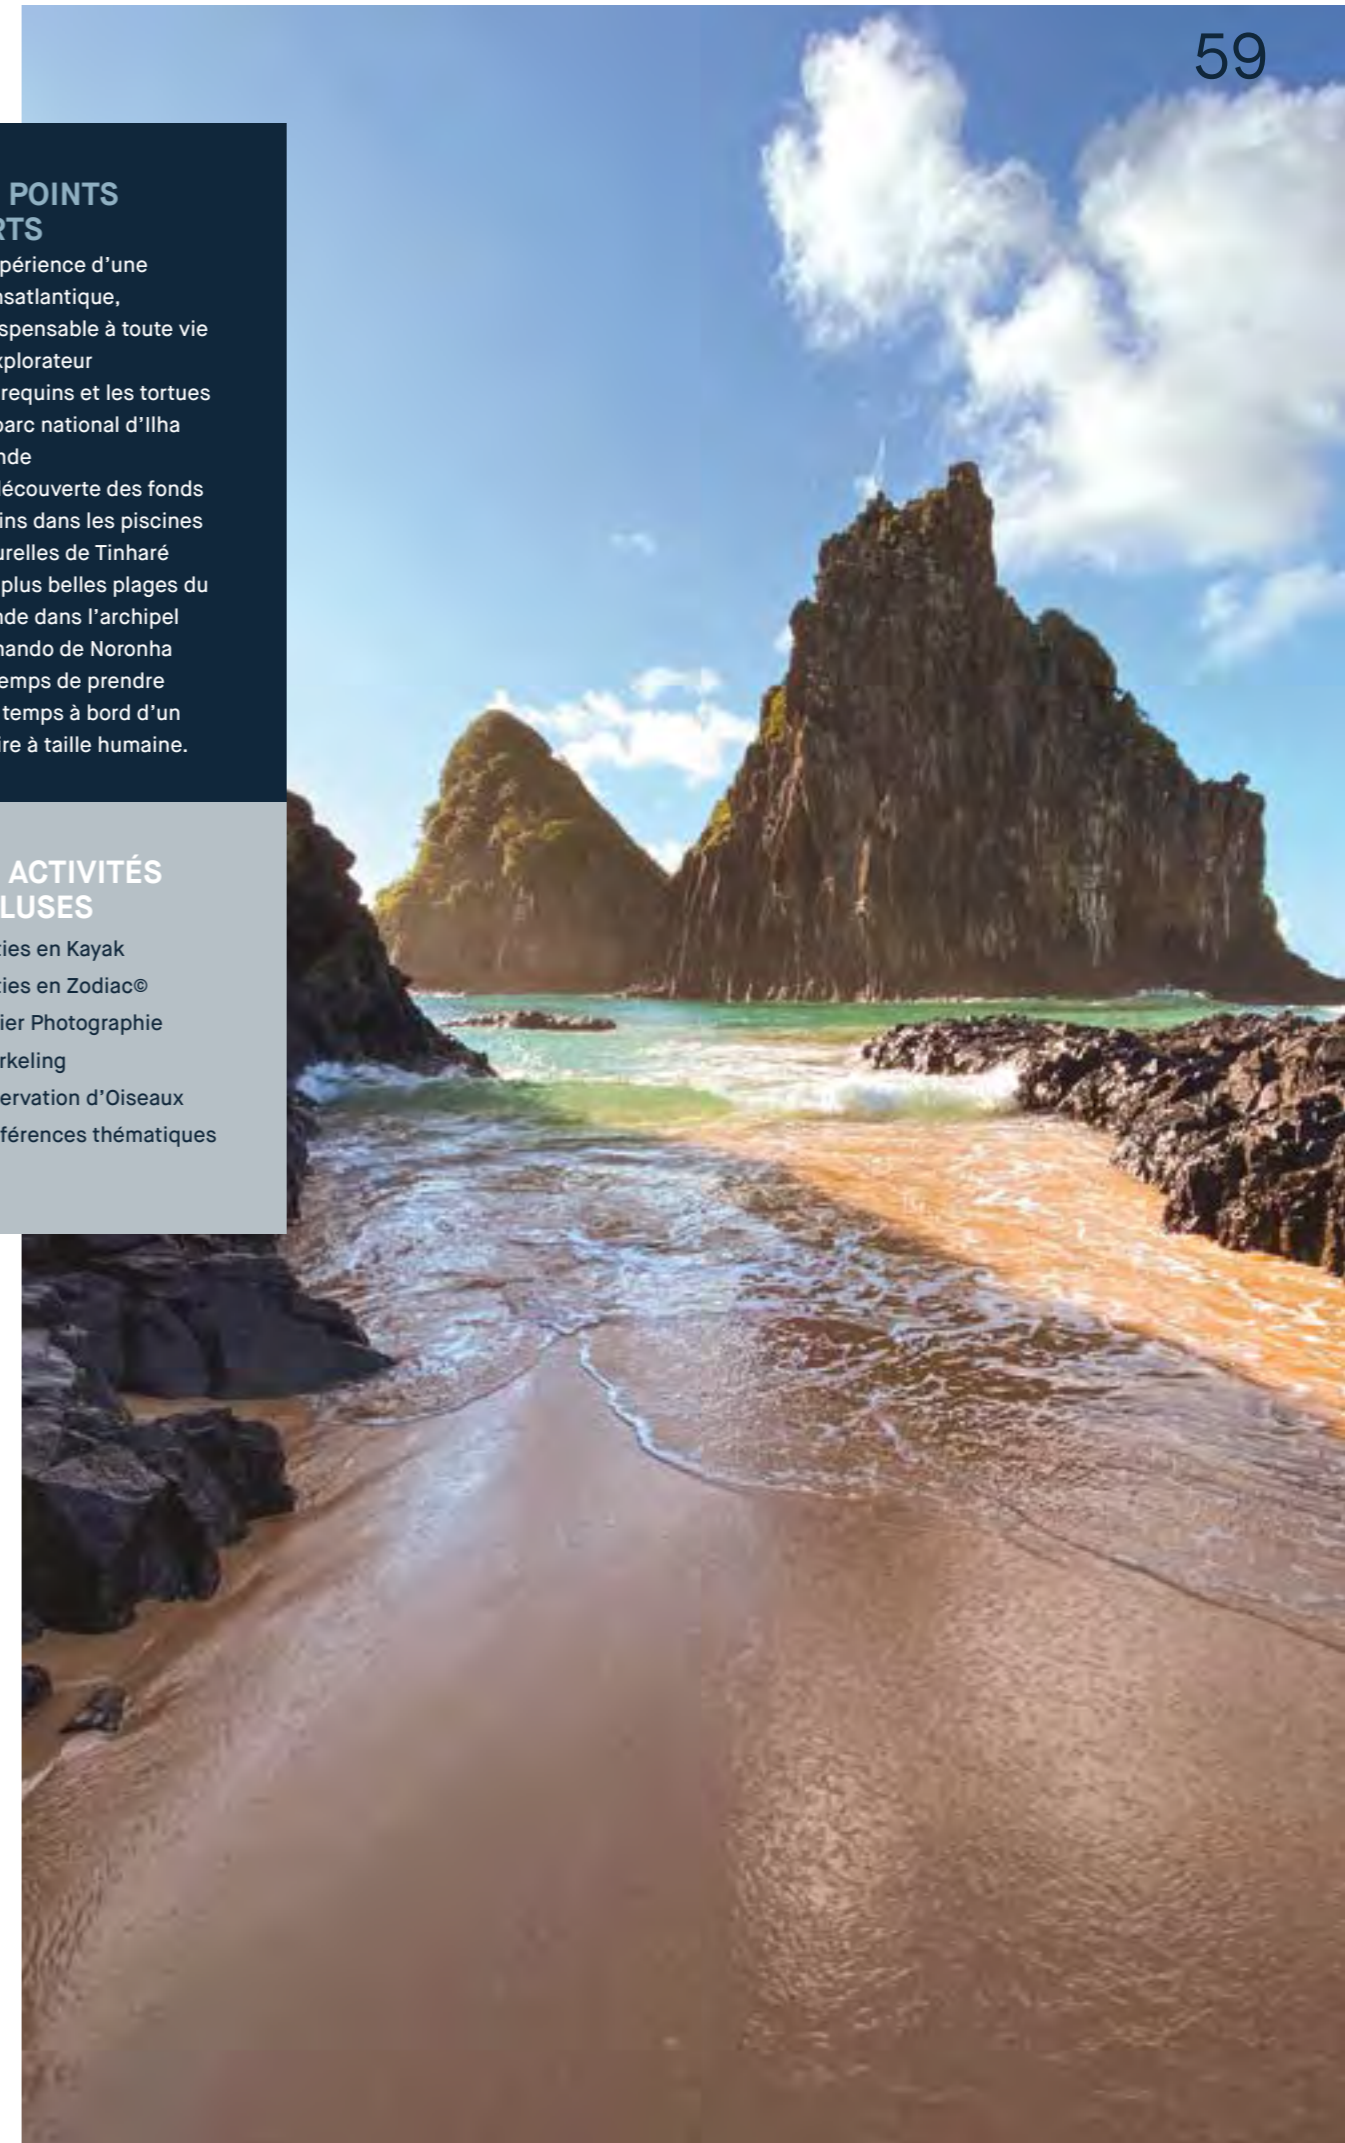 59
POINTS
RTS
périence d'une
nsatlantique,
spensable à toute vie
xplorateur
requins et les tortues
parc national d'Ilha
nde
découverte des fonds
ins dans les piscines
urelles de Tinharé
plus belles plages du
nde dans l'archipel
nando de Noronha
temps de prendre
temps à bord d'un
ire à taille humaine.
ACTIVITÉS
LUSES
ties en Kayak
ties en Zodiac©
ier Photographie
rkeling
ervation d'Oiseaux
férences thématiques